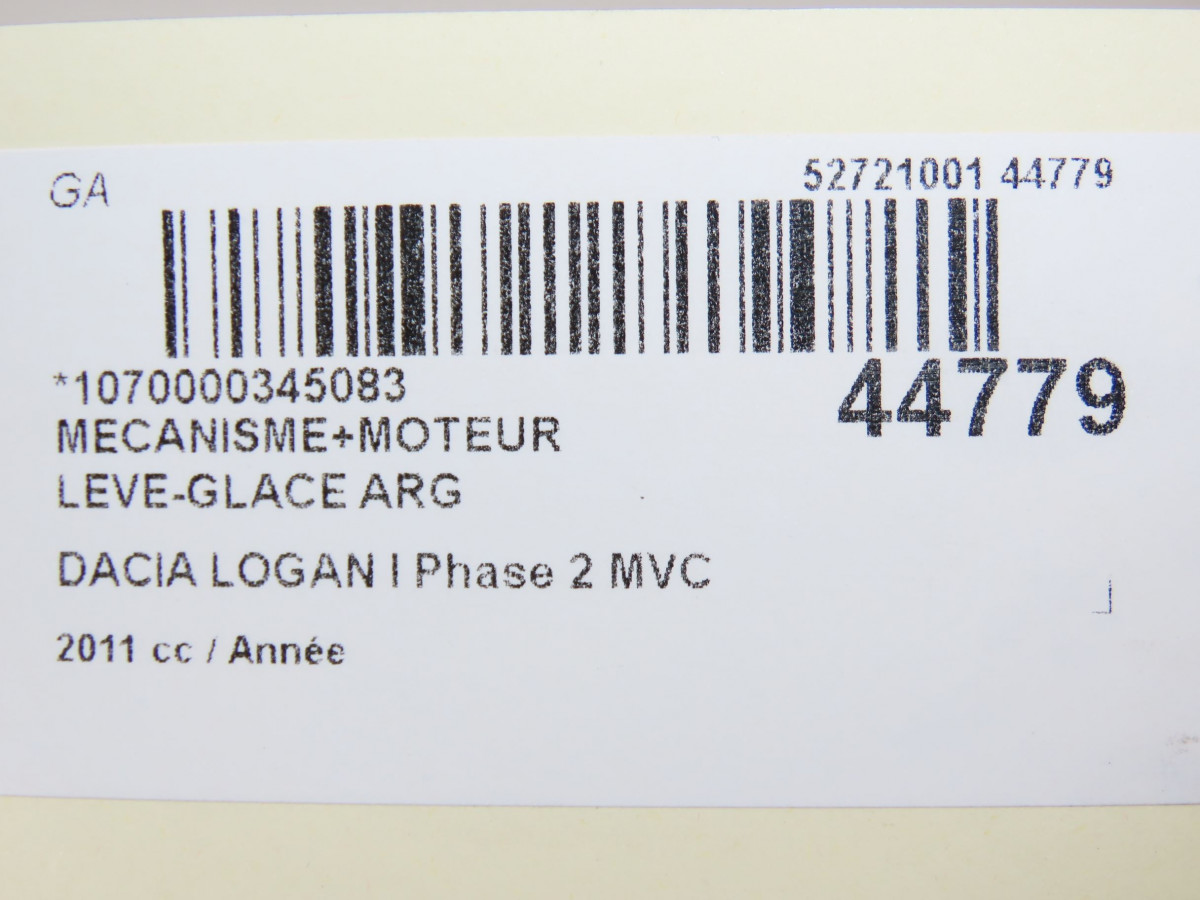 GA
52721001 44779
*1070000345083
44779
MECANISME+MOTEUR
LEVE-GLACE ARG
DACIA LOGAN I Phase 2 MVC
2011 cc / Année